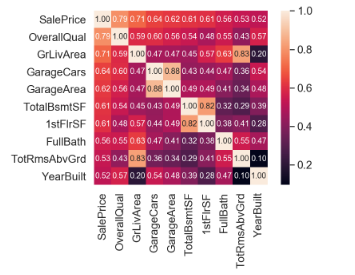 SalePrice 1.00 0.79 0.71 0.64 0.62 0.61 0.61 0.56 0.53 0.52
OverallQual 0.79 1.00 0.59 0.60 0.56 0.54 0.48 0.55 0.43 0.57
GrLivArea 0.71 0.59 1.00 0.47 0.47 0.45 0.57 0.63 0.83 0.20
GarageCars 0.64 0.60 0.47 1.00 0.88 0.43 0.44 0.47 0.36 0.54
GarageArea 0.62 0.56 0.47 0.88 1.00 0.49 0.49 0.41 0.34 0.48
TotalBsmtSF 0.61 0.54 0.45 0.43 0.49 1.00 0.82 0.32 0.29 0.39
1stFlrSF 0.61 0.48 0.57 0.44 0.49 0.82 1.00 0.38 0.41 0.28
FullBath 0.56 0.55 0.63 0.47 0.41 0.32 0.38 1.00 0.55 0.47
TotRmsAbvGrd 0.53 0.43 0.83 0.36 0.34 0.29 0.41 0.55 1.00 0.10
YearBuilt 0.52 0.57 0.20 0.54 0.48 0.39 0.28 0.47 0.10 1.00
SalePrice OverallQual GrLivArea GarageCars GarageArea TotalBsmtSF 1stFlrSF FullBath TotRmsAbvGrd YearBuilt
1.0
0.8
0.6
0.4
0.2